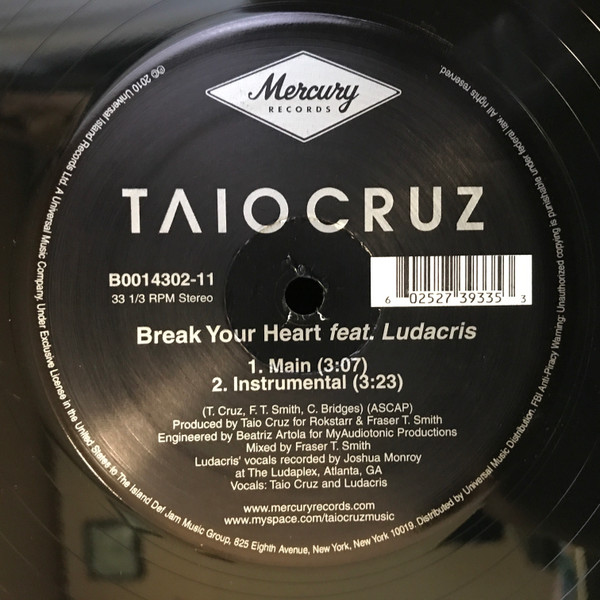 Mercury
RECORDS
TAIO CRUZ
B0014302-11
33 1/3 RPM Stereo
6 02527 39335 3
Break Your Heart feat. Ludacris
1. Main (3:07)
2. Instrumental (3:23)
(T. Cruz, F. T. Smith, C. Bridges) (ASCAP)
Produced by Taio Cruz for Rokstarr & Fraser T. Smith
Engineered by Beatriz Artola for MyAudiotonic Productions
Mixed by Fraser T. Smith
Ludacris' vocals recorded by Joshua Monroy
at The Ludaplex, Atlanta, GA
Vocals: Taio Cruz and Ludacris
www.mercuryrecords.com
www.myspace.com/taiocruzmusic
℗© 2010 Universal Island Records Ltd. A Universal Music Company. Under Exclusive License in the United States to The Island Def Jam Music Group, 825 Eighth Avenue, New York, New York 10019. Distributed by Universal Music Distribution. FBI Anti-Piracy Warning: Unauthorized copying is punishable under federal law. All rights reserved.